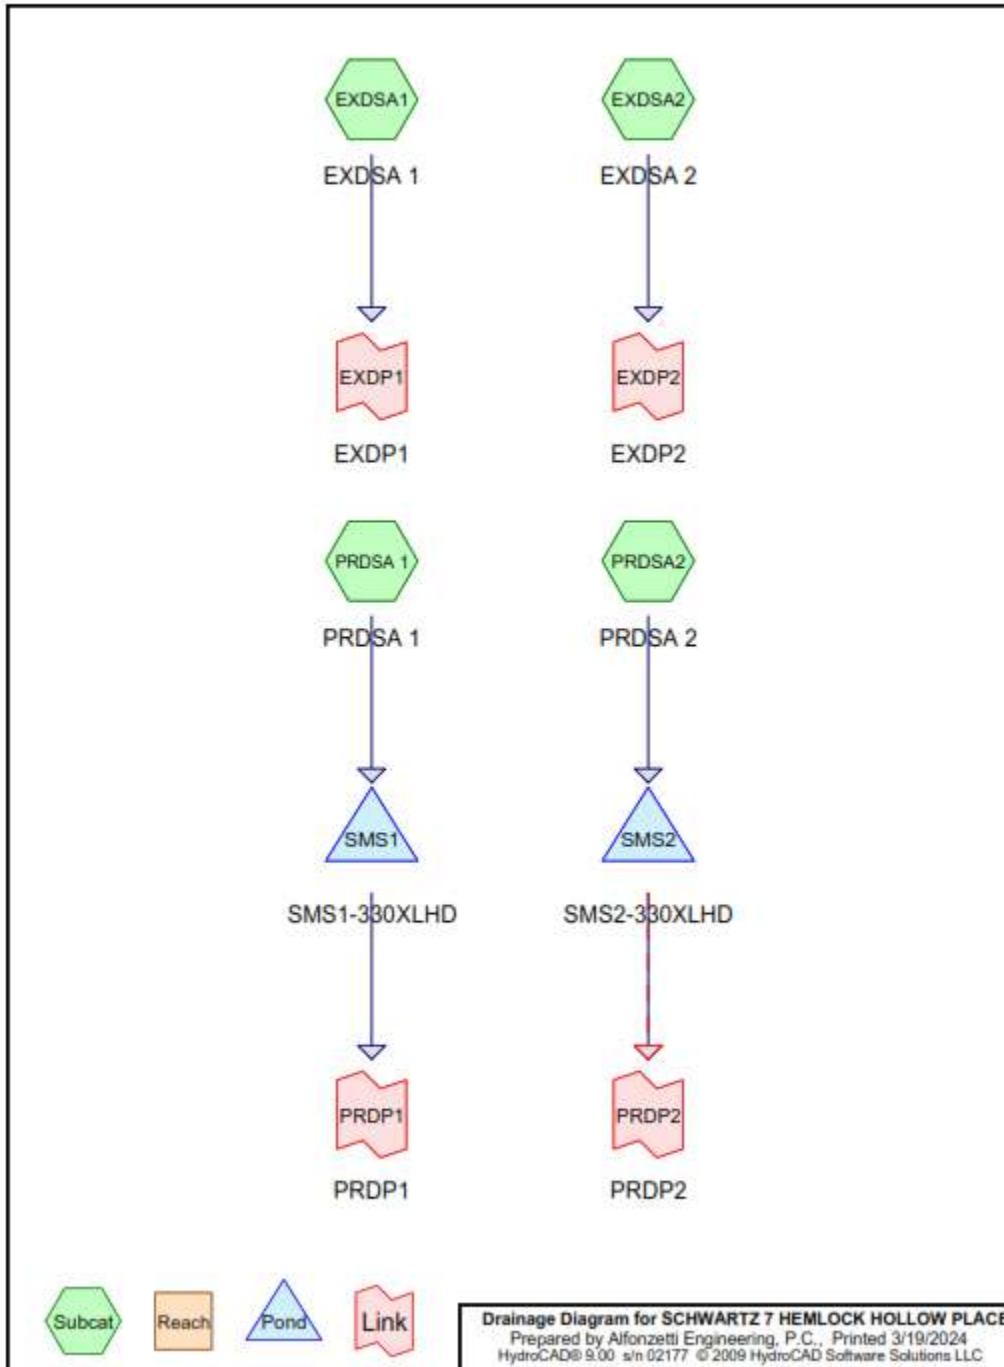 EXDSA1 EXDSA2
EXDSA 1 EXDSA 2
EXDP1 EXDP2
EXDP1 EXDP2
PRDSA 1 PRDSA2
PRDSA 1 PRDSA 2
SMS1 SMS2
SMS1-330XLHD SMS2-330XLHD
PRDP1 PRDP2
PRDP1 PRDP2
Subcat Reach Pond Link
Drainage Diagram for SCHWARTZ 7 HEMLOCK HOLLOW PLACE
Prepared by Alfonzetti Engineering, P.C., Printed 3/19/2024
HydroCAD® 9.00 s/n 02177 © 2009 HydroCAD Software Solutions LLC